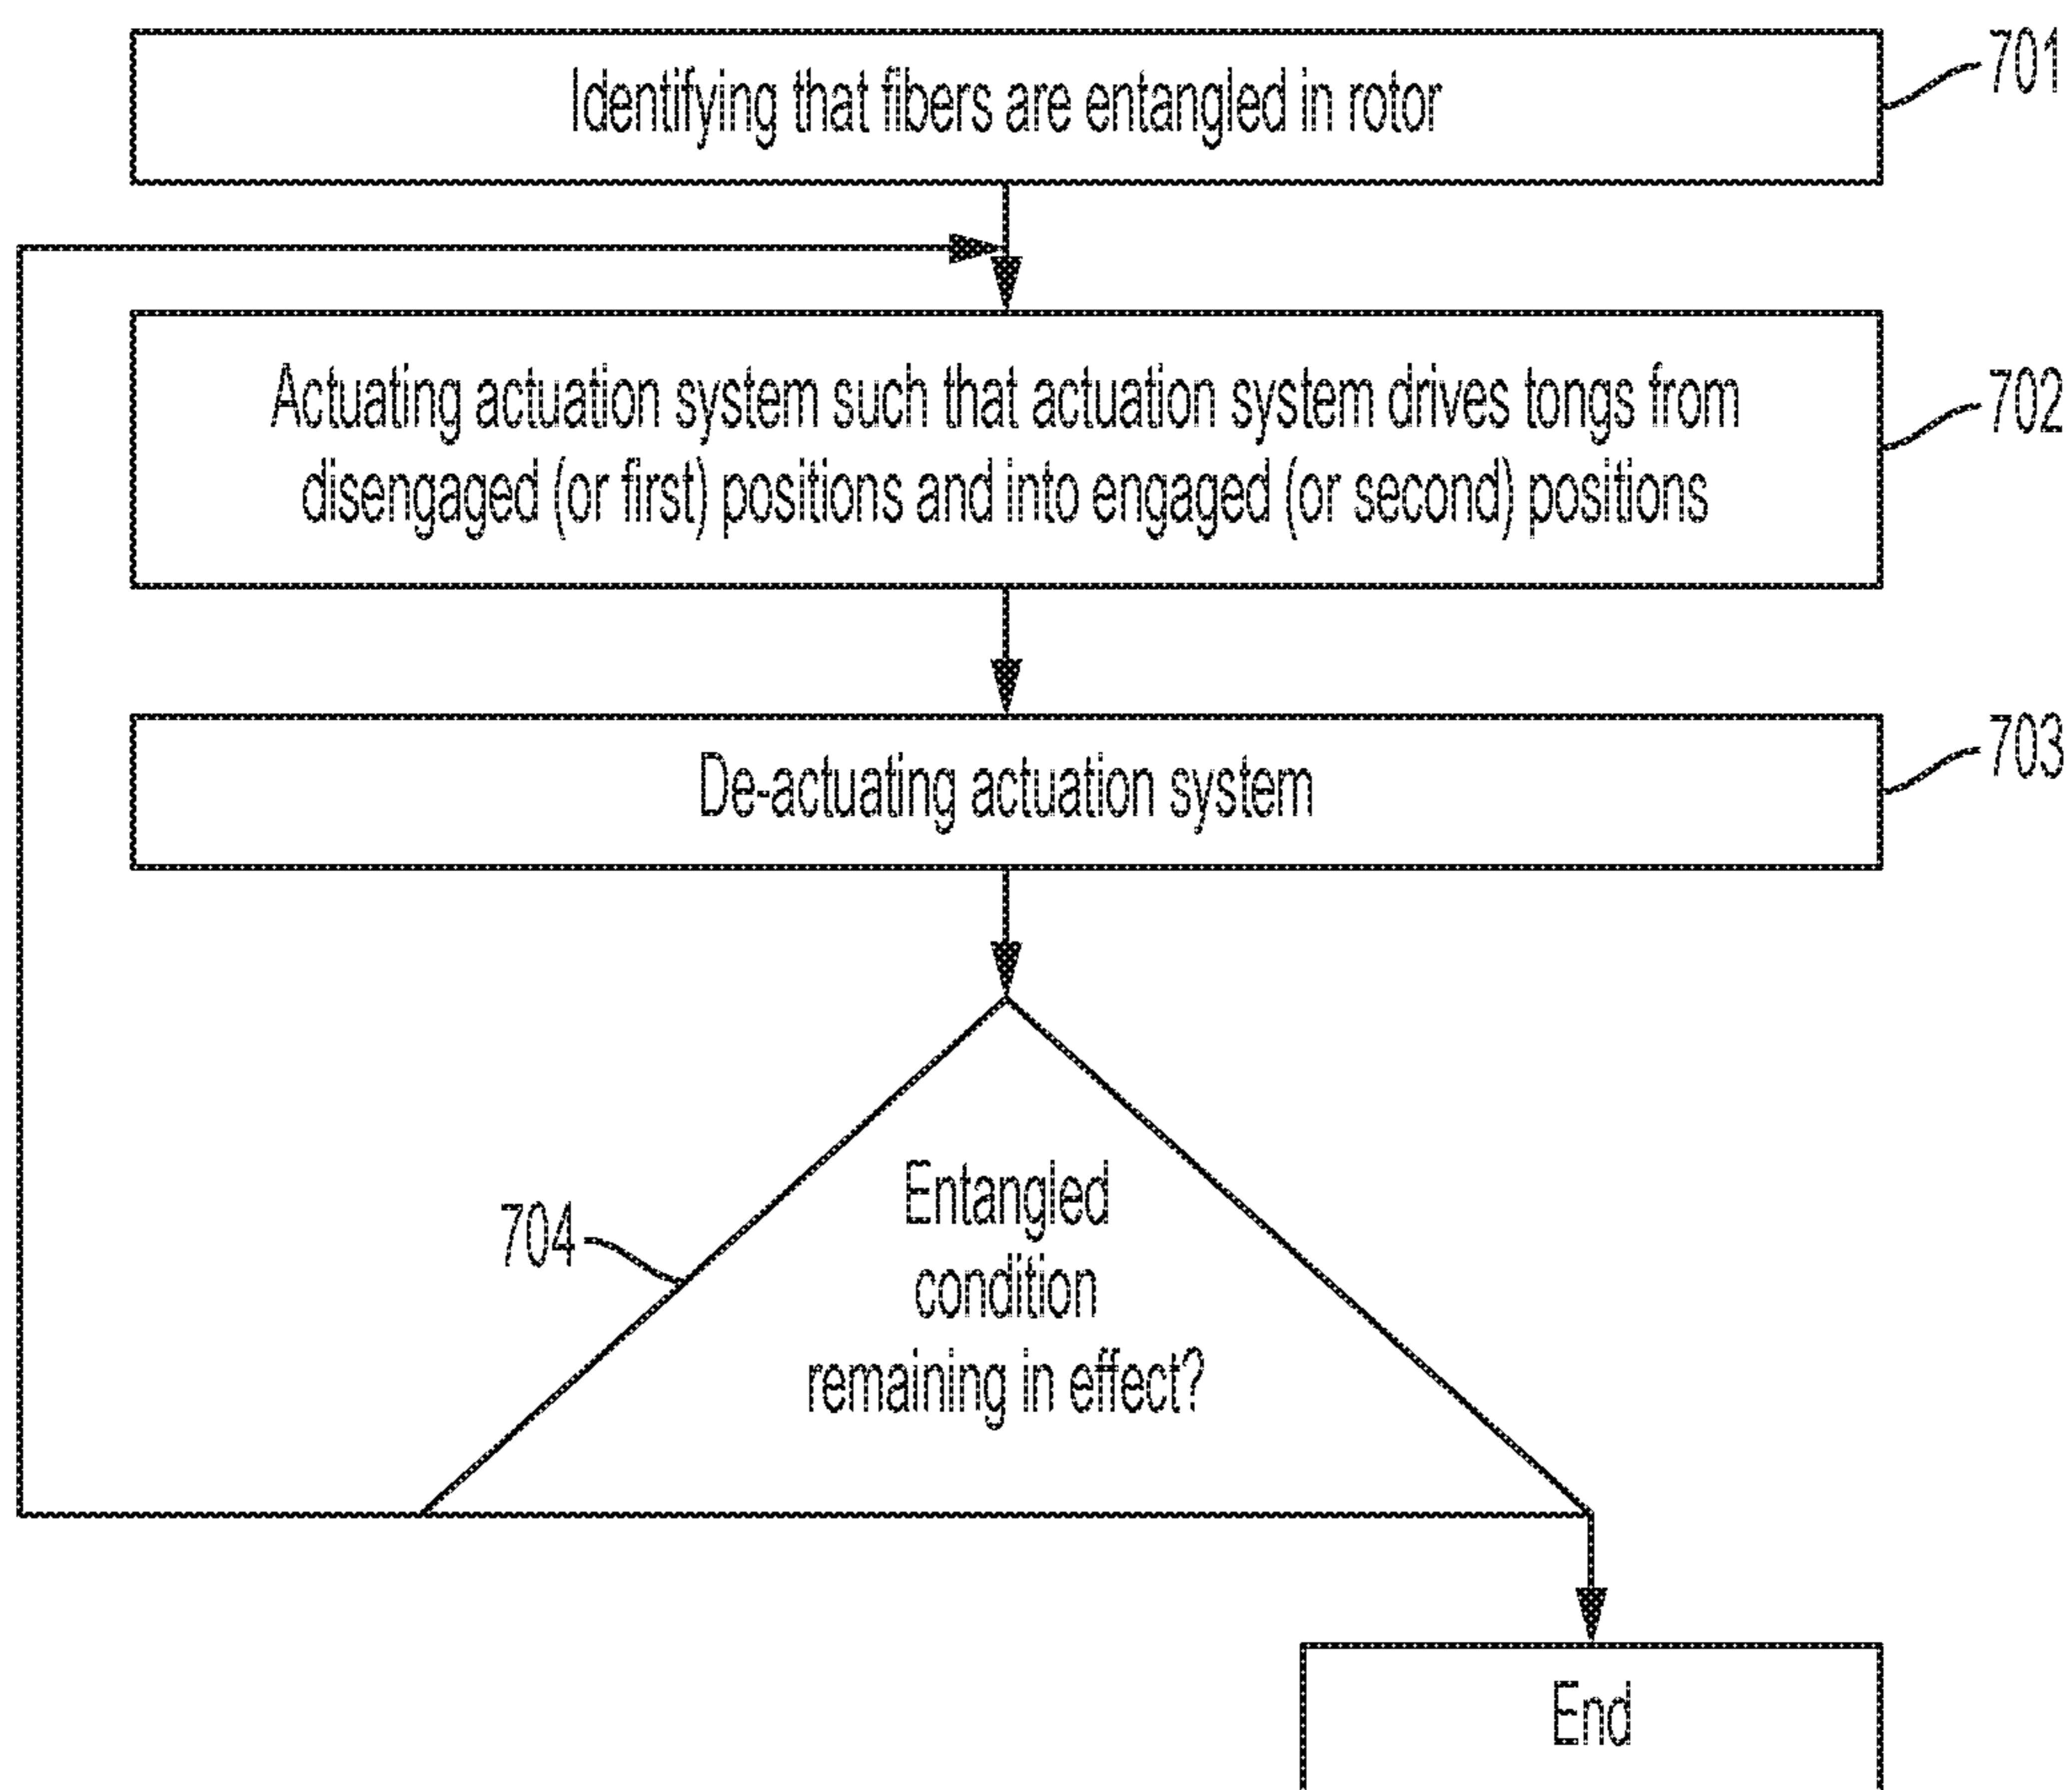 Identifying that fibers are entangled in rotor
701
Actuating actuation system such that actuation system drives tongs from
disengaged (or first) positions and into engaged (or second) positions
702
De-actuating actuation system
703
704
Entangled
condition
remaining in effect?
End